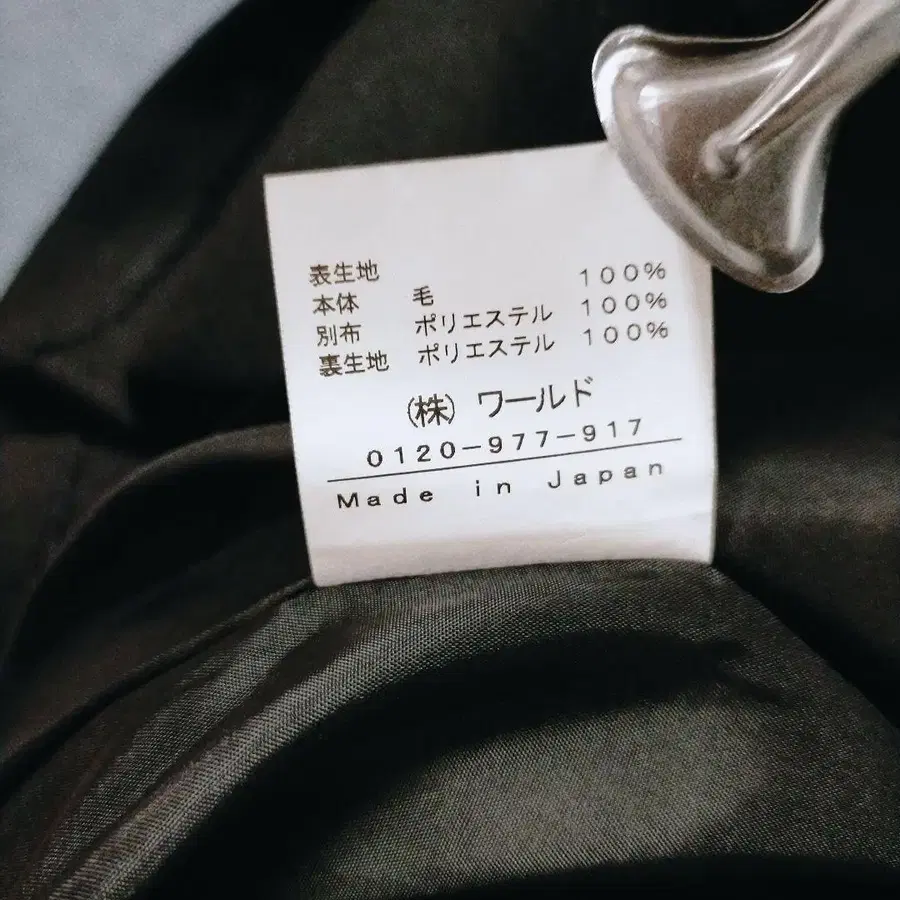 表生地
本体 毛 100%
別布 ポリエステル 100%
裏生地 ポリエステル 100%
(株) ワールド
0120-977-917
Made in Japan